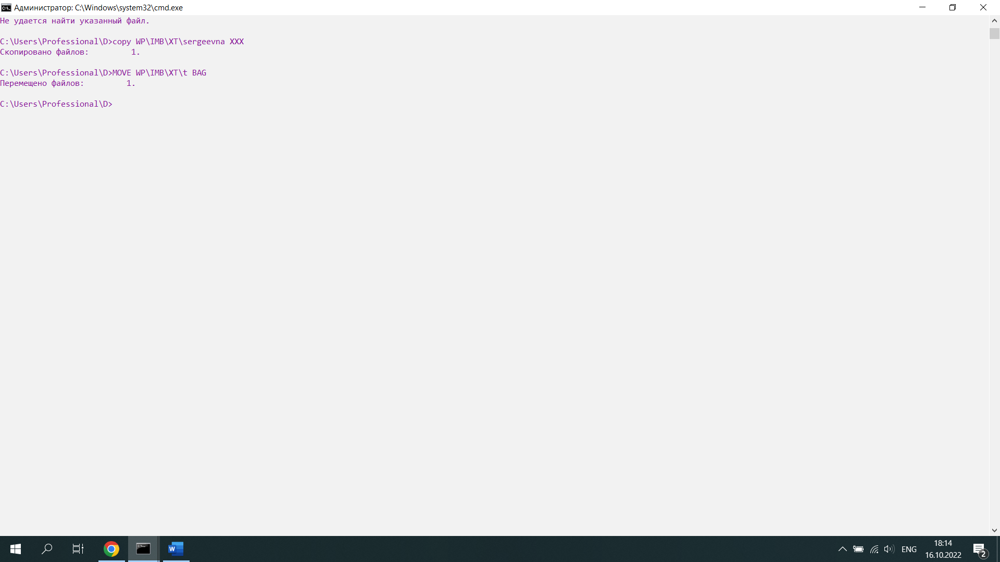 Администратор: C:\Windows\system32\cmd.exe
Не удается найти указанный файл.
C:\Users\Professional\D>copy WP\IMB\XT\sergeevna XXX
Скопировано файлов:         1.
C:\Users\Professional\D>MOVE WP\IMB\XT\t BAG
Перемещено файлов:         1.
C:\Users\Professional\D>
ENG
18:14
16.10.2022
2